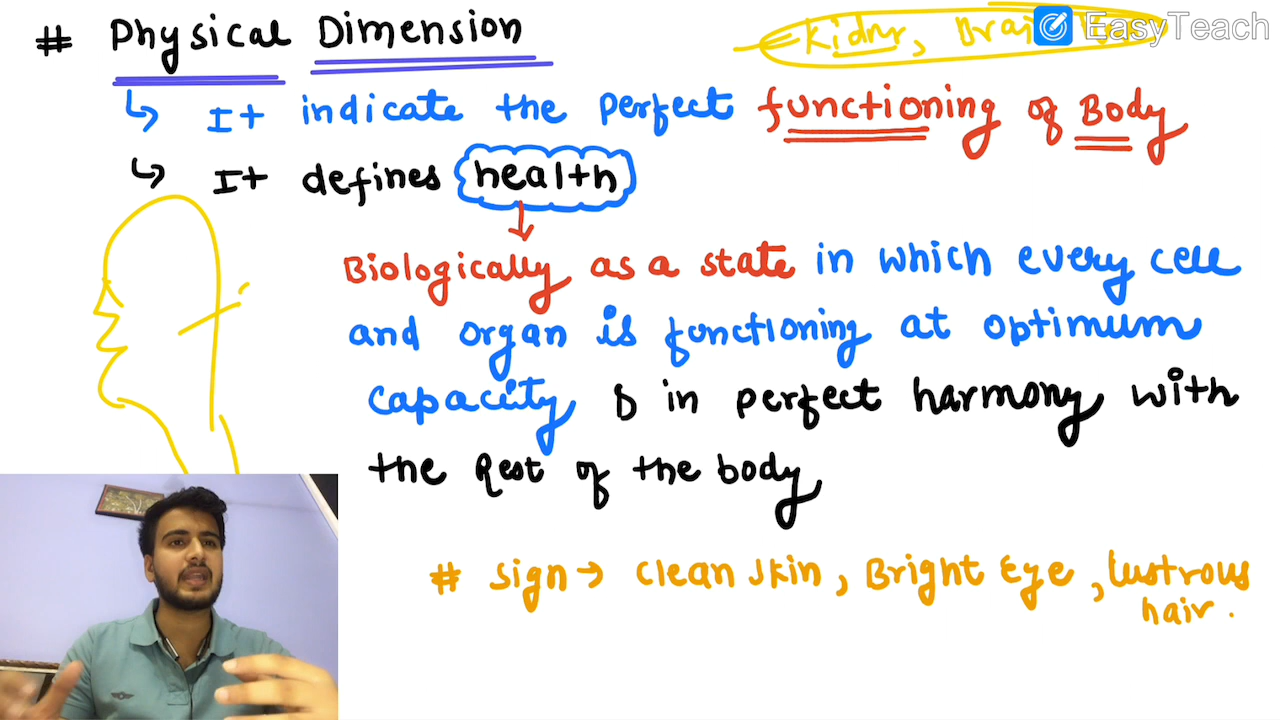 # Physical Dimension
Kidnr, Brai
EasyTeach
↳ It indicate the perfect functioning of Body
↳ It defines health
Biologically as a state in which every cell
and organ is functioning at optimum
capacity & in perfect harmony with
the Rest of the body
# Sign → Clean Skin, Bright Eye, lustrous
hair.